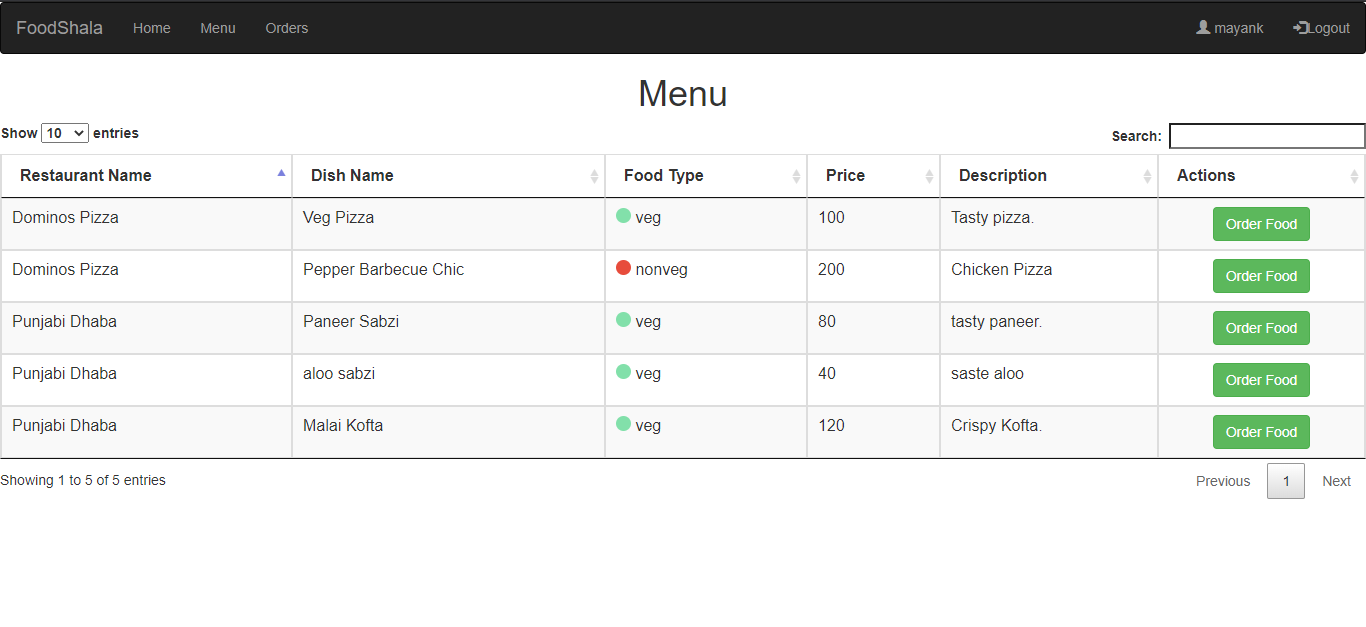 FoodShala Home Menu Orders mayank Logout
Menu
Show 10 entries Search:
Restaurant Name Dish Name Food Type Price Description Actions
Dominos Pizza Veg Pizza veg 100 Tasty pizza. Order Food
Dominos Pizza Pepper Barbecue Chic nonveg 200 Chicken Pizza Order Food
Punjabi Dhaba Paneer Sabzi veg 80 tasty paneer. Order Food
Punjabi Dhaba aloo sabzi veg 40 saste aloo Order Food
Punjabi Dhaba Malai Kofta veg 120 Crispy Kofta. Order Food
Showing 1 to 5 of 5 entries Previous 1 Next